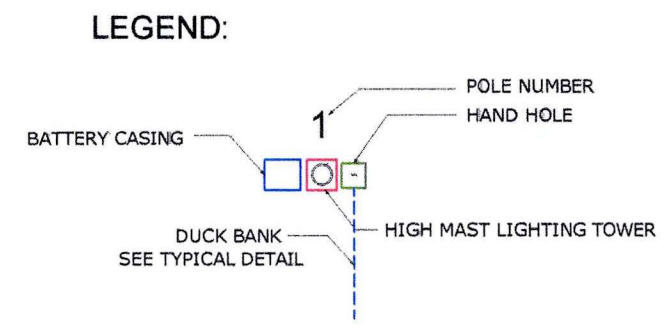 LEGEND:
POLE NUMBER
1
HAND HOLE
BATTERY CASING
HIGH MAST LIGHTING TOWER
DUCK BANK
SEE TYPICAL DETAIL